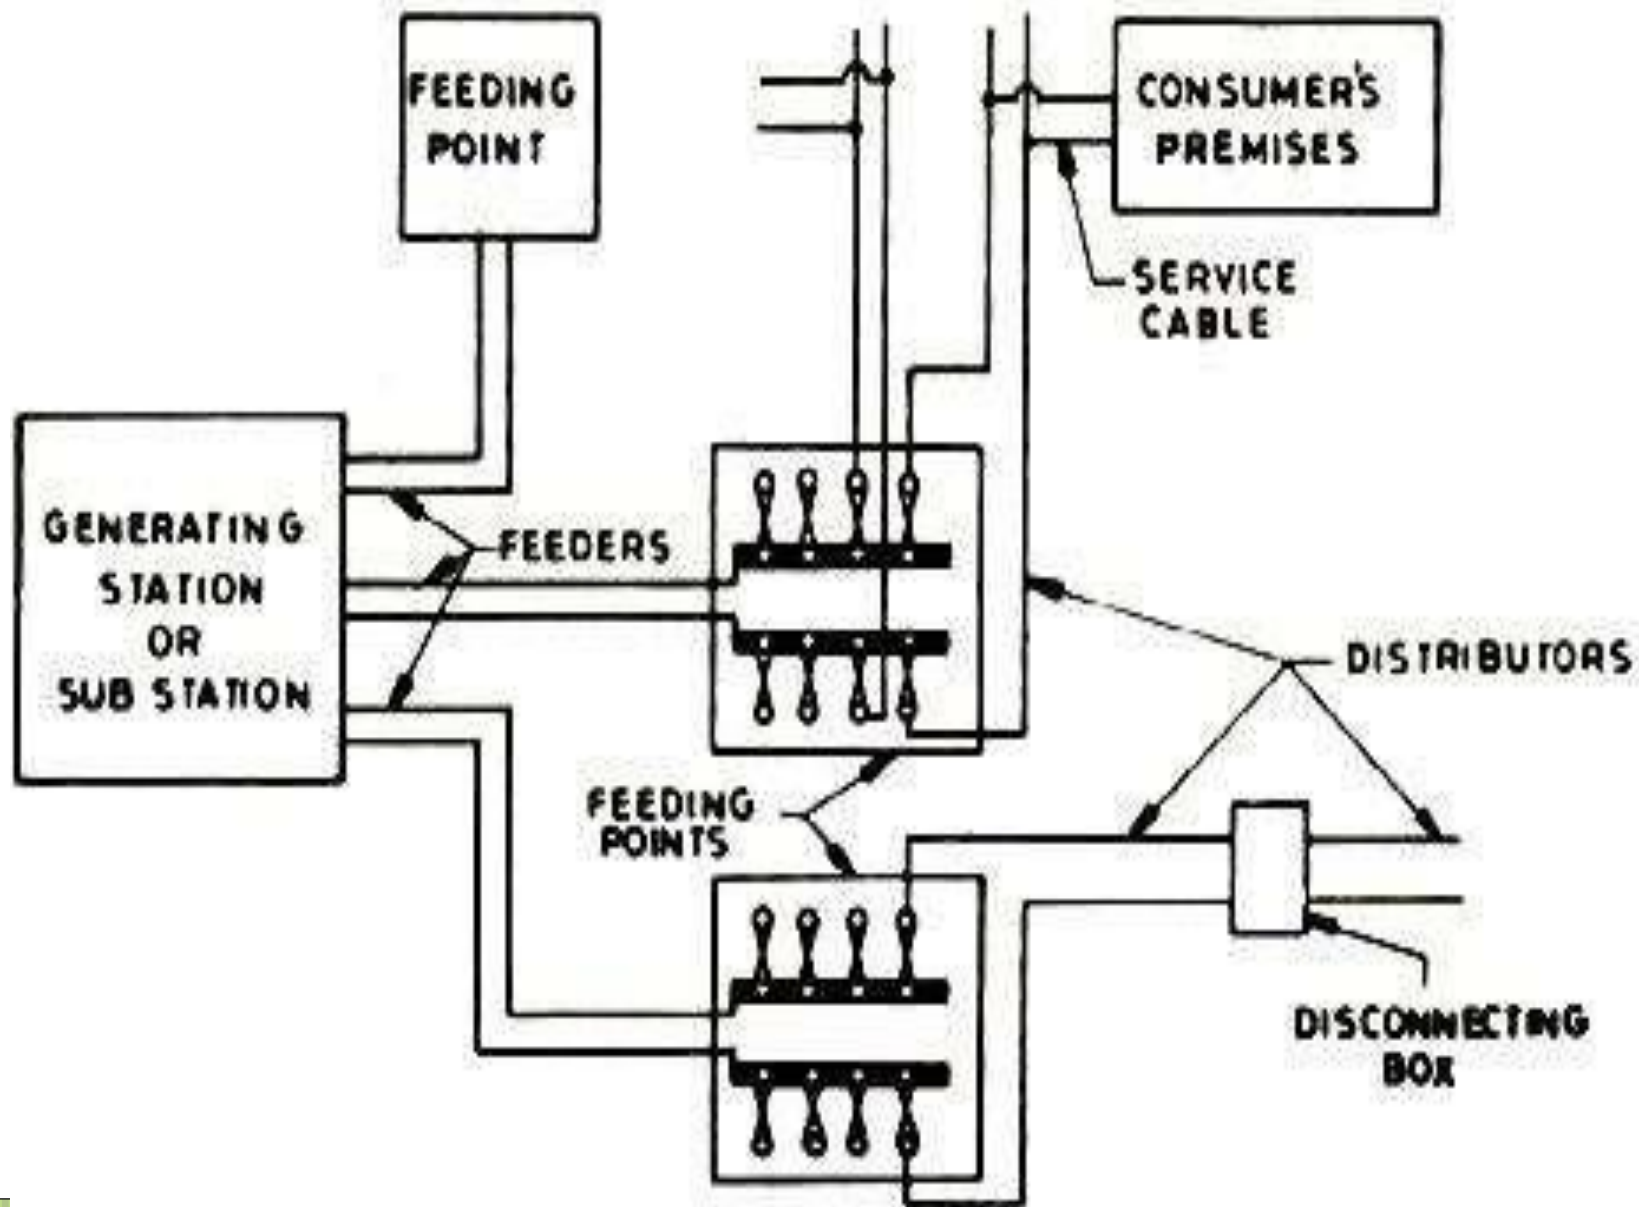 FEEDING
POINT
CONSUMER'S
PREMISES
SERVICE
CABLE
GENERATING
STATION
OR
SUB STATION
FEEDERS
DISTRIBUTORS
FEEDING
POINTS
DISCONNECTING
BOX